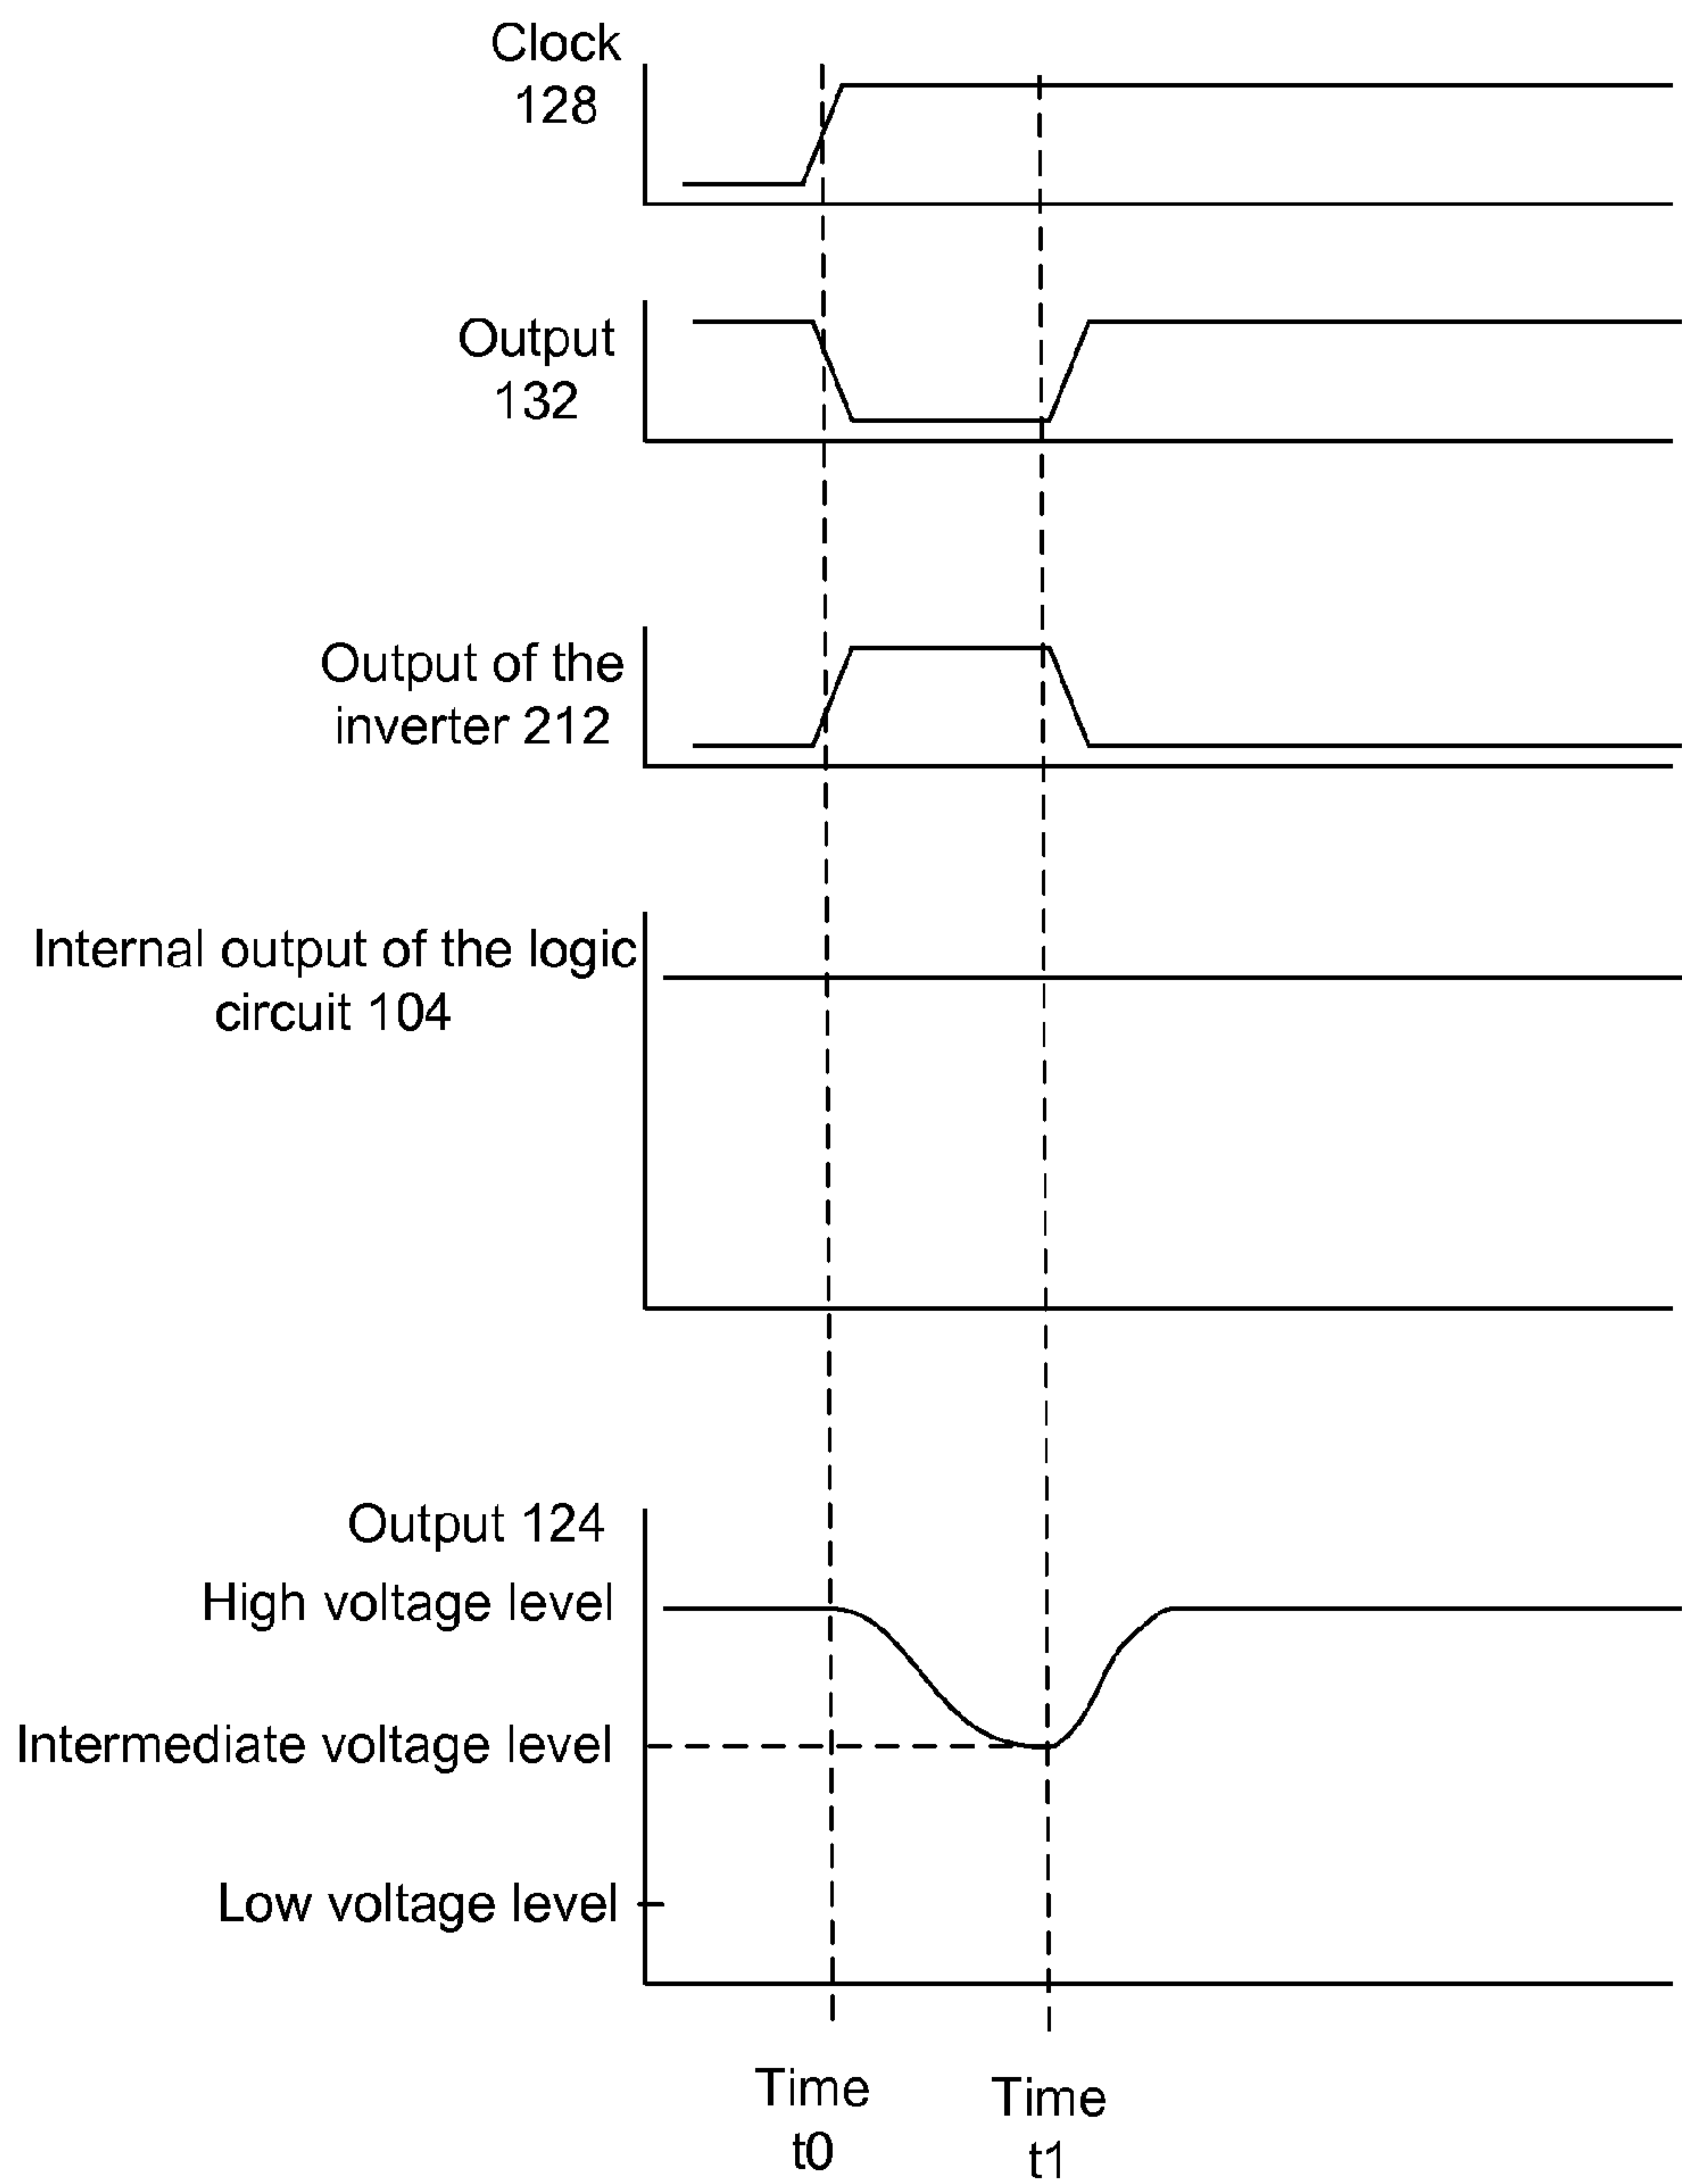 Clock
128
Output
132
Output of the
inverter 212
Internal output of the logic
circuit 104
Output 124
High voltage level
Intermediate voltage level
Low voltage level
Time
t0
Time
t1